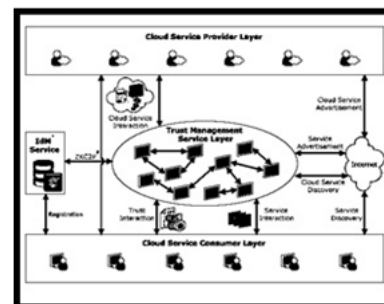 Cloud Service Provider Layer
Cloud Service
Interaction
Trust Management
Service Layer
Cloud Service
Advertisement
IdM
Service
Service
Advertisement
Internet
Cloud Service
Discovery
Registration
Trust
Interaction
Service
Interaction
Service
Discovery
Cloud Service Consumer Layer